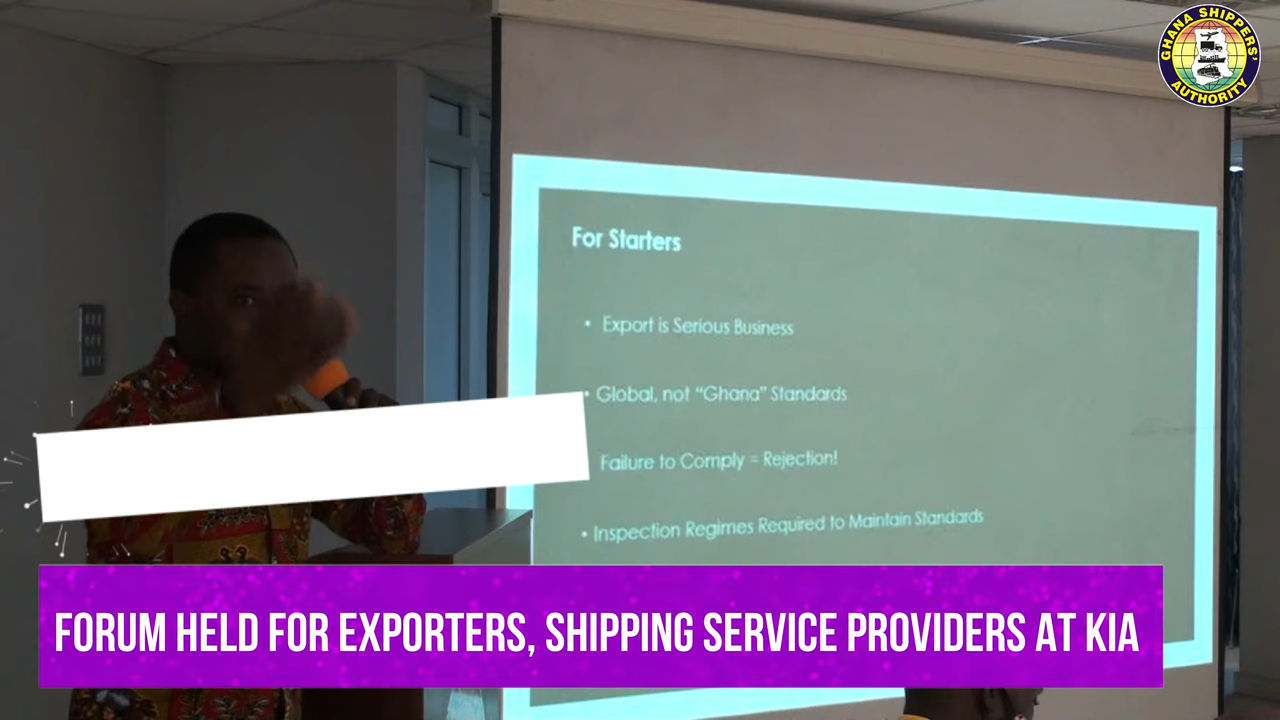 GHANA SHIPPERS'
AUTHORITY
For Starters
• Export is Serious Business
• Global, not “Ghana” Standards
Failure to Comply = Rejection!
• Inspection Regimes Required to Maintain Standards
FORUM HELD FOR EXPORTERS, SHIPPING SERVICE PROVIDERS AT KIA